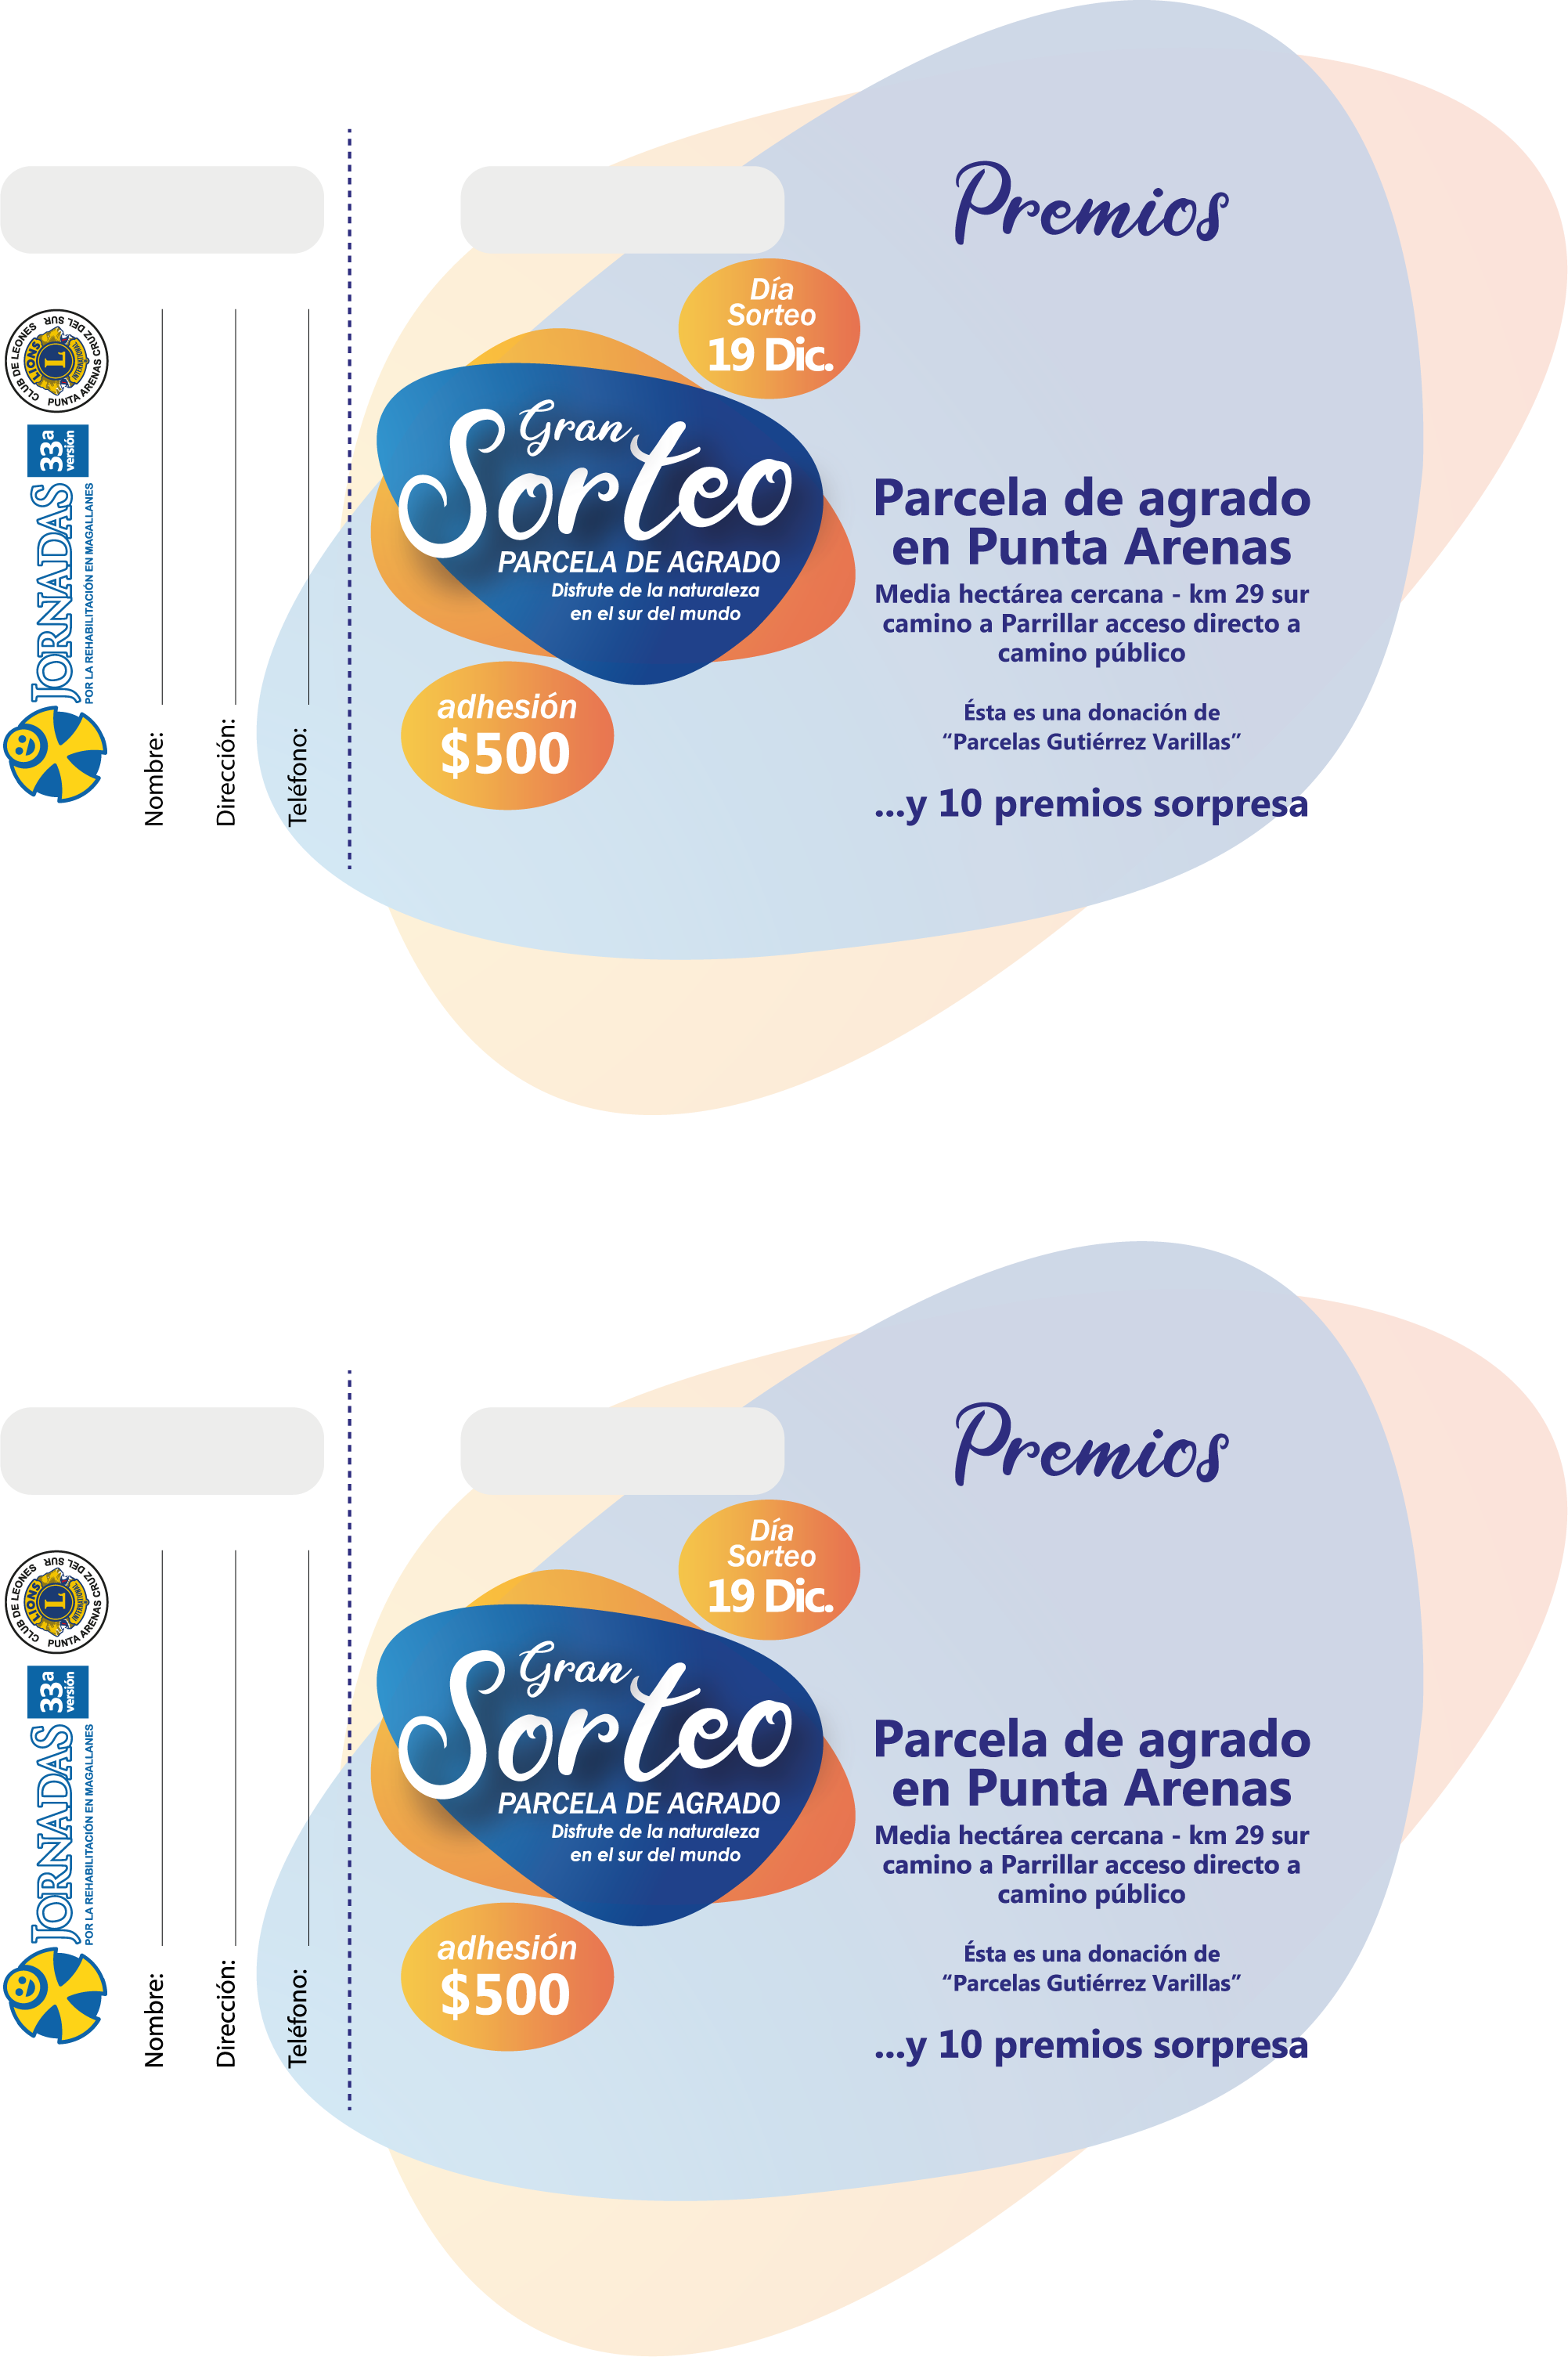 CLUB DE LEONES
PUNTA ARENAS CRUZ DEL SUR
LIONS
L
INTERNATIONAL
JORNADAS
33a
versión
POR LA REHABILITACIÓN EN MAGALLANES
Nombre:
Dirección:
Teléfono:
Día
Sorteo
19 Dic.
Gran
Sorteo
PARCELA DE AGRADO
Disfrute de la naturaleza
en el sur del mundo
adhesión
$500
Premios
Parcela de agrado
en Punta Arenas
Media hectárea cercana - km 29 sur
camino a Parrillar acceso directo a
camino público
Ésta es una donación de
“Parcelas Gutiérrez Varillas”
...y 10 premios sorpresa
CLUB DE LEONES
PUNTA ARENAS CRUZ DEL SUR
LIONS
L
INTERNATIONAL
JORNADAS
33a
versión
POR LA REHABILITACIÓN EN MAGALLANES
Nombre:
Dirección:
Teléfono:
Día
Sorteo
19 Dic.
Gran
Sorteo
PARCELA DE AGRADO
Disfrute de la naturaleza
en el sur del mundo
adhesión
$500
Premios
Parcela de agrado
en Punta Arenas
Media hectárea cercana - km 29 sur
camino a Parrillar acceso directo a
camino público
Ésta es una donación de
“Parcelas Gutiérrez Varillas”
...y 10 premios sorpresa